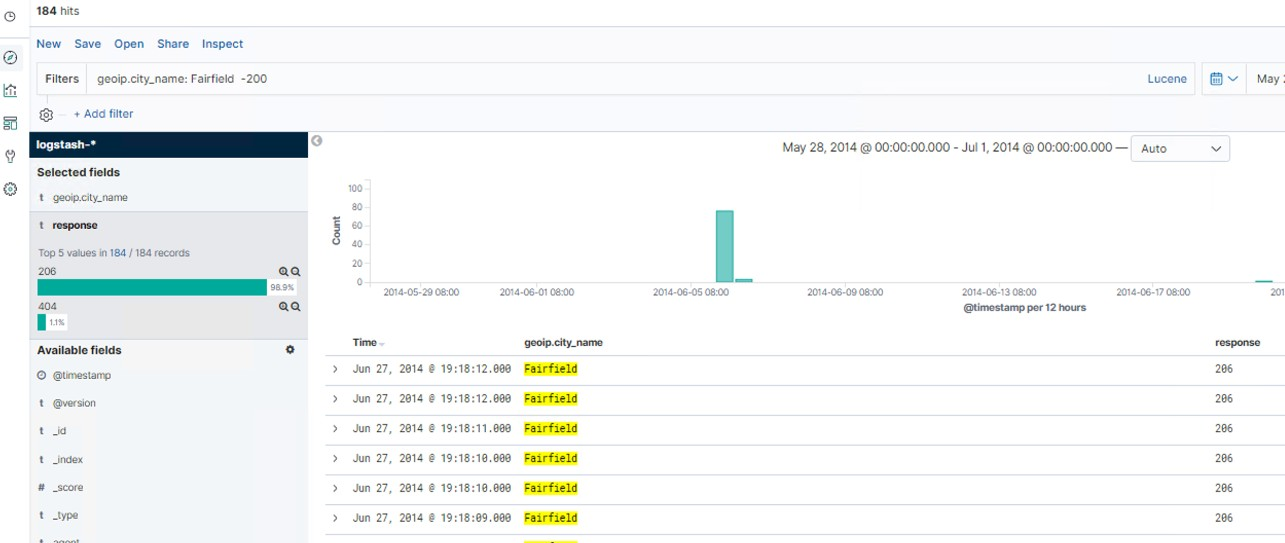 184 hits
New Save Open Share Inspect
Filters geoip.city_name: Fairfield -200 Lucene May
+ Add filter
logstash-*
May 28, 2014 @ 00:00:00.000 - Jul 1, 2014 @ 00:00:00.000 — Auto
Selected fields
t geoip.city_name
t response
Top 5 values in 184 / 184 records
206
98.9%
404
1.1%
Available fields
@timestamp
t @version
t _id
t _index
# _score
t _type
Count
100
80
60
40
20
0
2014-05-29 08:00 2014-06-01 08:00 2014-06-05 08:00 2014-06-09 08:00 2014-06-13 08:00 2014-06-17 08:00 201
@timestamp per 12 hours
Time geoip.city_name response
Jun 27, 2014 @ 19:18:12.000 Fairfield 206
Jun 27, 2014 @ 19:18:12.000 Fairfield 206
Jun 27, 2014 @ 19:18:11.000 Fairfield 206
Jun 27, 2014 @ 19:18:10.000 Fairfield 206
Jun 27, 2014 @ 19:18:10.000 Fairfield 206
Jun 27, 2014 @ 19:18:09.000 Fairfield 206